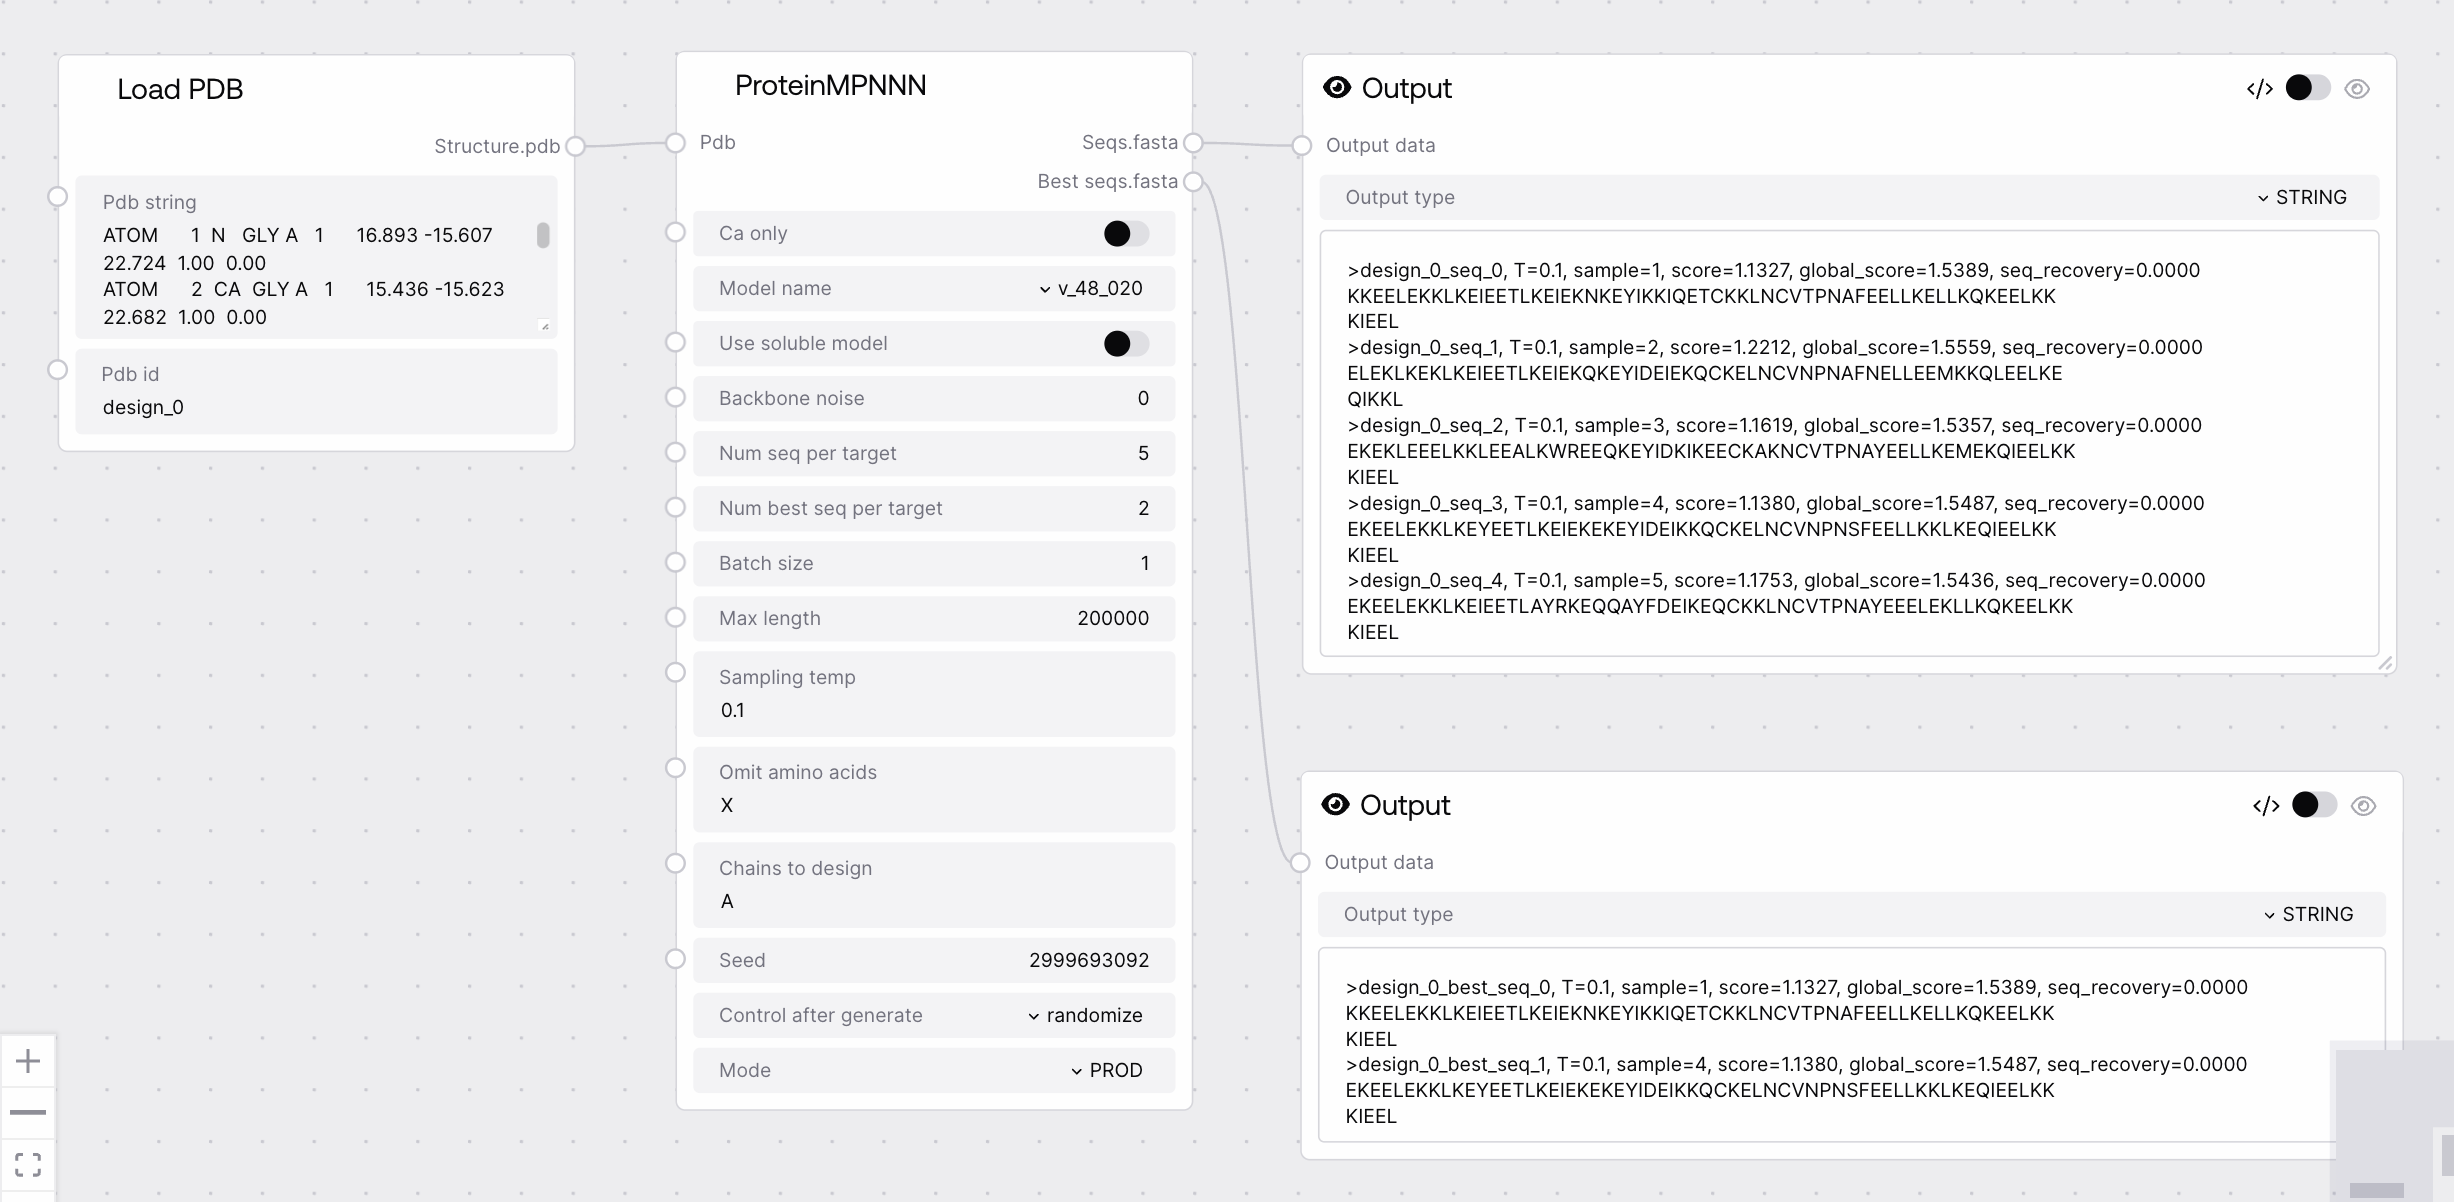 Load PDB
Structure.pdb
Pdb string
ATOM 1 N GLY A 1 16.893 -15.607
22.724 1.00 0.00
ATOM 2 CA GLY A 1 15.436 -15.623
22.682 1.00 0.00
Pdb id
design_0
ProteinMPNNN
Pdb
Seqs.fasta
Best seqs.fasta
Ca only
Model name
v_48_020
Use soluble model
Backbone noise
0
Num seq per target
5
Num best seq per target
2
Batch size
1
Max length
200000
Sampling temp
0.1
Omit amino acids
X
Chains to design
A
Seed
2999693092
Control after generate
randomize
Mode
PROD
Output
</>
Output data
Output type
STRING
>design_0_seq_0, T=0.1, sample=1, score=1.1327, global_score=1.5389, seq_recovery=0.0000
KKEELEKKLKEIEETLKEIEKNKEYIKKIQETCKKLNCVTPNAFEELLKELLKQKEELKK
KIEEL
>design_0_seq_1, T=0.1, sample=2, score=1.2212, global_score=1.5559, seq_recovery=0.0000
ELEKLKEKLKEIEETLKEIEKQKEYIDEIEKQCKELNCVNPNAFNELLEEMKKQLEELKE
QIKKL
>design_0_seq_2, T=0.1, sample=3, score=1.1619, global_score=1.5357, seq_recovery=0.0000
EKEKLEEELKKLEEALKWREEQKEYIDKIKEECKAKNCVTPNAYEELLKEMEKQIEELKK
KIEEL
>design_0_seq_3, T=0.1, sample=4, score=1.1380, global_score=1.5487, seq_recovery=0.0000
EKEELEKKLKEYEETLKEIEKEKEYIDEIKKQCKELNCVNPNSFEELLKKLKEQIEELKK
KIEEL
>design_0_seq_4, T=0.1, sample=5, score=1.1753, global_score=1.5436, seq_recovery=0.0000
EKEELEKKLKEIEETLAYRKEQQAYFDEIKEQCKKLNCVTPNAYEEELEKLLKQKEELKK
KIEEL
Output
</>
Output data
Output type
STRING
>design_0_best_seq_0, T=0.1, sample=1, score=1.1327, global_score=1.5389, seq_recovery=0.0000
KKEELEKKLKEIEETLKEIEKNKEYIKKIQETCKKLNCVTPNAFEELLKELLKQKEELKK
KIEEL
>design_0_best_seq_1, T=0.1, sample=4, score=1.1380, global_score=1.5487, seq_recovery=0.0000
EKEELEKKLKEYEETLKEIEKEKEYIDEIKKQCKELNCVNPNSFEELLKKLKEQIEELKK
KIEEL